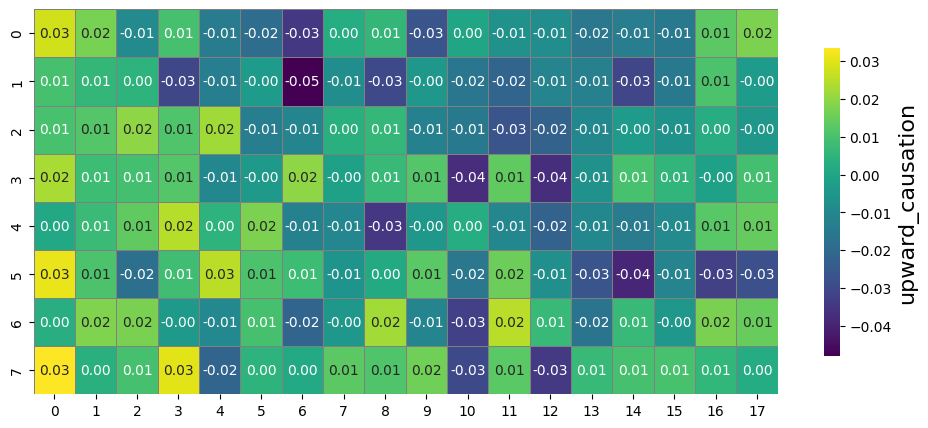 0 0.03 0.02 -0.01 0.01 -0.01 -0.02 -0.03 0.00 0.01 -0.03 0.00 -0.01 -0.01 -0.02 -0.01 -0.01 0.01 0.02
1 0.01 0.01 0.00 -0.03 -0.01 -0.00 -0.05 -0.01 -0.03 -0.00 -0.02 -0.02 -0.01 -0.01 -0.03 -0.01 0.01 -0.00
2 0.01 0.01 0.02 0.01 0.02 -0.01 -0.01 0.00 0.01 -0.01 -0.01 -0.03 -0.02 -0.01 -0.00 -0.01 0.00 -0.00
3 0.02 0.01 0.01 0.01 -0.01 -0.00 0.02 -0.00 0.01 0.01 -0.04 0.01 -0.04 -0.01 0.01 0.01 -0.00 0.01
4 0.00 0.01 0.01 0.02 0.00 0.02 -0.01 -0.01 -0.03 -0.00 0.00 -0.01 -0.02 -0.01 -0.01 -0.01 0.01 0.01
5 0.03 0.01 -0.02 0.01 0.03 0.01 0.01 -0.01 0.00 0.01 -0.02 0.02 -0.01 -0.03 -0.04 -0.01 -0.03 -0.03
6 0.00 0.02 0.02 -0.00 -0.01 0.01 -0.02 -0.00 0.02 -0.01 -0.03 0.02 0.01 -0.02 0.01 -0.00 0.02 0.01
7 0.03 0.00 0.01 0.03 -0.02 0.00 0.00 0.01 0.01 0.02 -0.03 0.01 -0.03 0.01 0.01 0.01 0.01 0.00
0 1 2 3 4 5 6 7 8 9 10 11 12 13 14 15 16 17
0.03
0.02
0.01
0.00
−0.01
−0.02
−0.03
−0.04
upward_causation